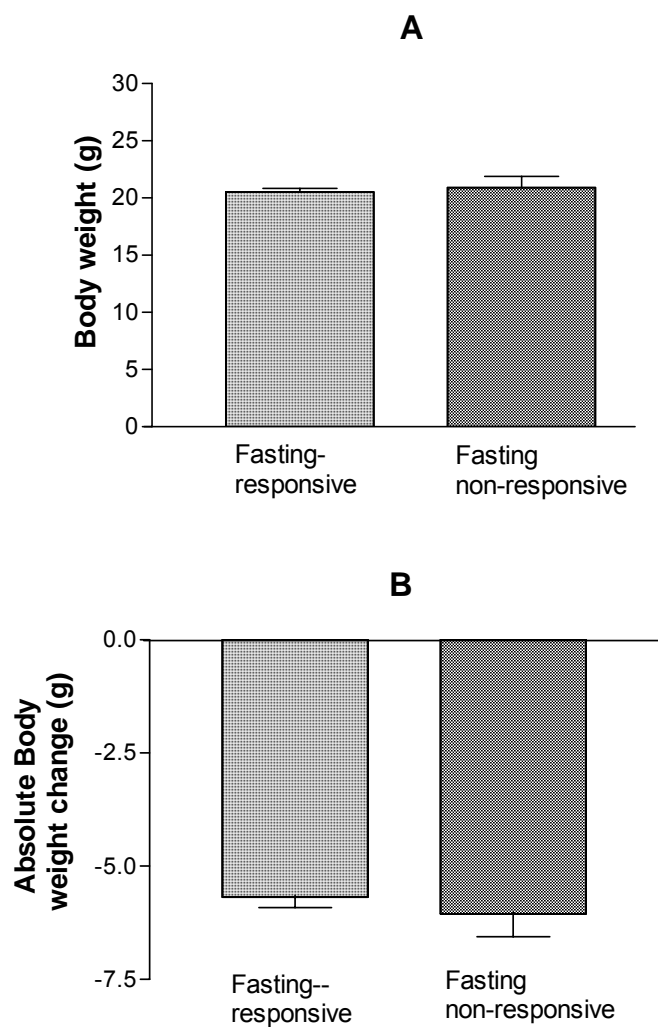 A
Body weight (g)
30
25
20
15
10
5
0
Fasting-
responsive
Fasting
non-responsive
B
Absolute Body
weight change (g)
0.0
-2.5
-5.0
-7.5
Fasting--
responsive
Fasting
non-responsive